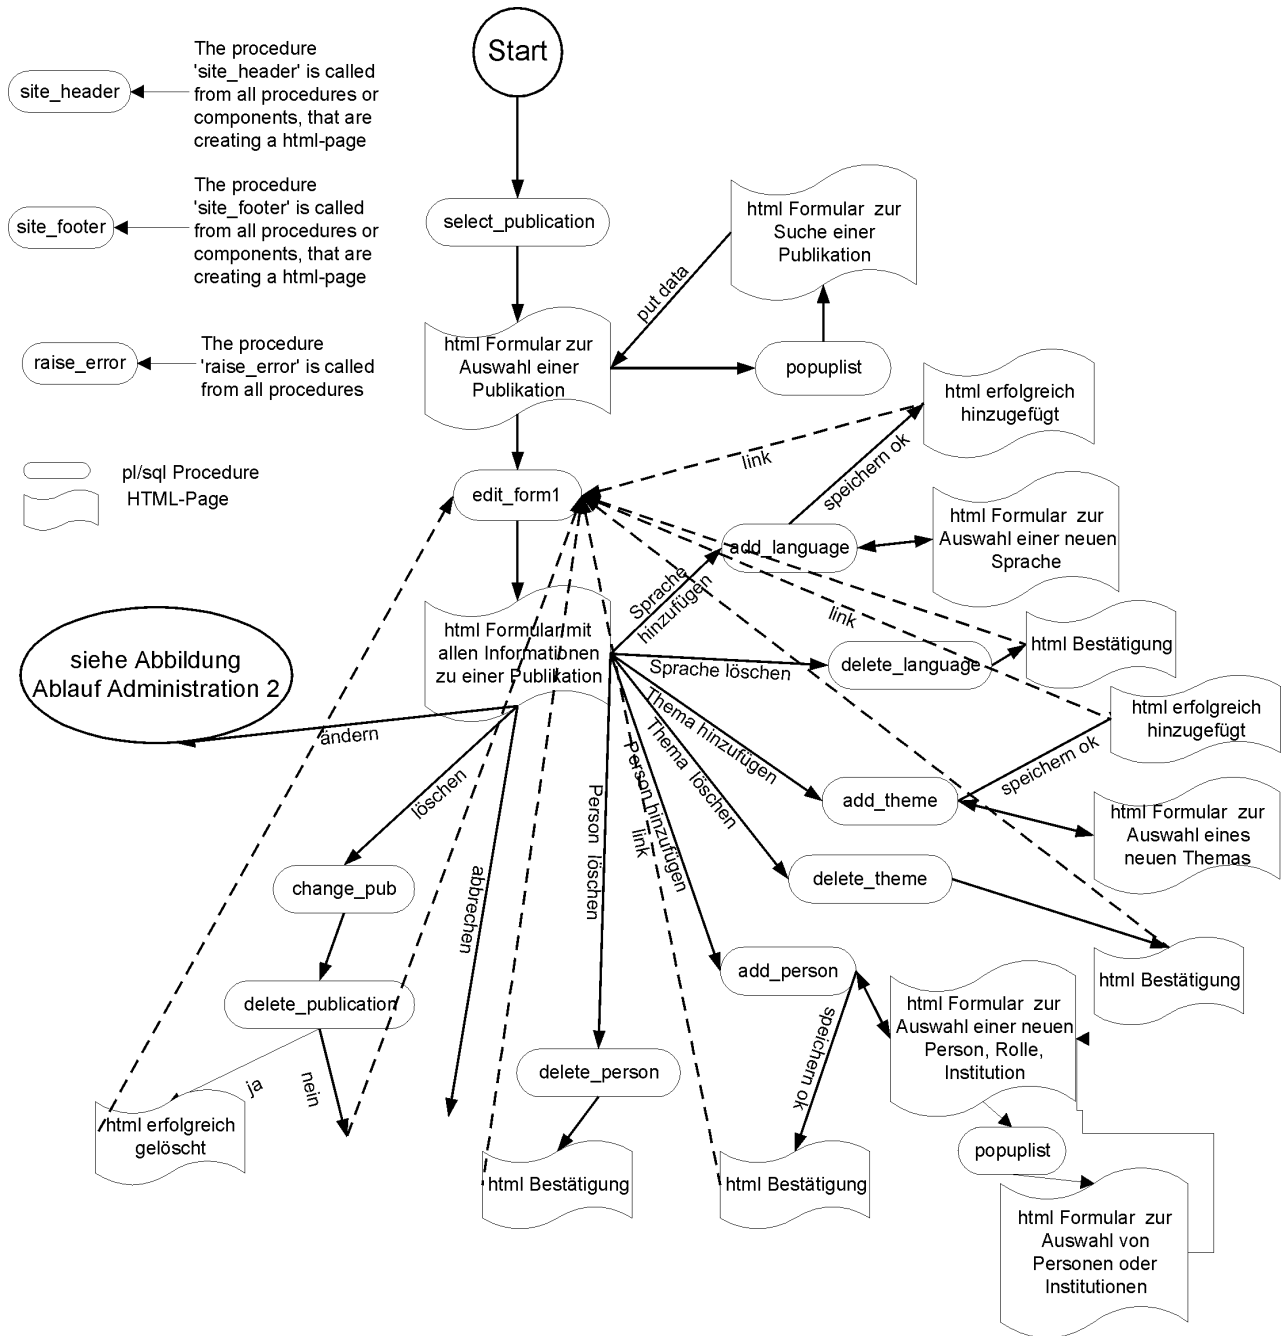 Start
The procedure
'site_header' is called
from all procedures or
components, that are
creating a html-page
site_header
The procedure
'site_footer' is called
from all procedures or
components, that are
creating a html-page
site_footer
select_publication
html Formular zur
Suche einer
Publikation
put data
The procedure
'raise_error' is called
from all procedures
raise_error
html Formular zur
Auswahl einer
Publikation
popuplist
html erfolgreich
hinzugefügt
link
speichern ok
pl/sql Procedure
HTML-Page
edit_form1
add_language
html Formular zur
Auswahl einer neuen
Sprache
Sprache
hinzufügen
link
html Formular mit
allen Informationen
zu einer Publikation
html Bestätigung
delete_language
Sprache löschen
siehe Abbildung
Ablauf Administration 2
ändern
html erfolgreich
hinzugefügt
Thema hinzufügen
speichern ok
add_theme
html Formular zur
Auswahl eines
neuen Themas
löschen
Thema löschen
Person hinzufügen
link
Person löschen
abbrechen
change_pub
delete_theme
html Bestätigung
add_person
delete_publication
html Formular zur
Auswahl einer neuen
Person, Rolle,
Institution
speichern ok
delete_person
ja
nein
html erfolgreich
gelöscht
popuplist
html Bestätigung
html Bestätigung
html Formular zur
Auswahl von
Personen oder
Institutionen